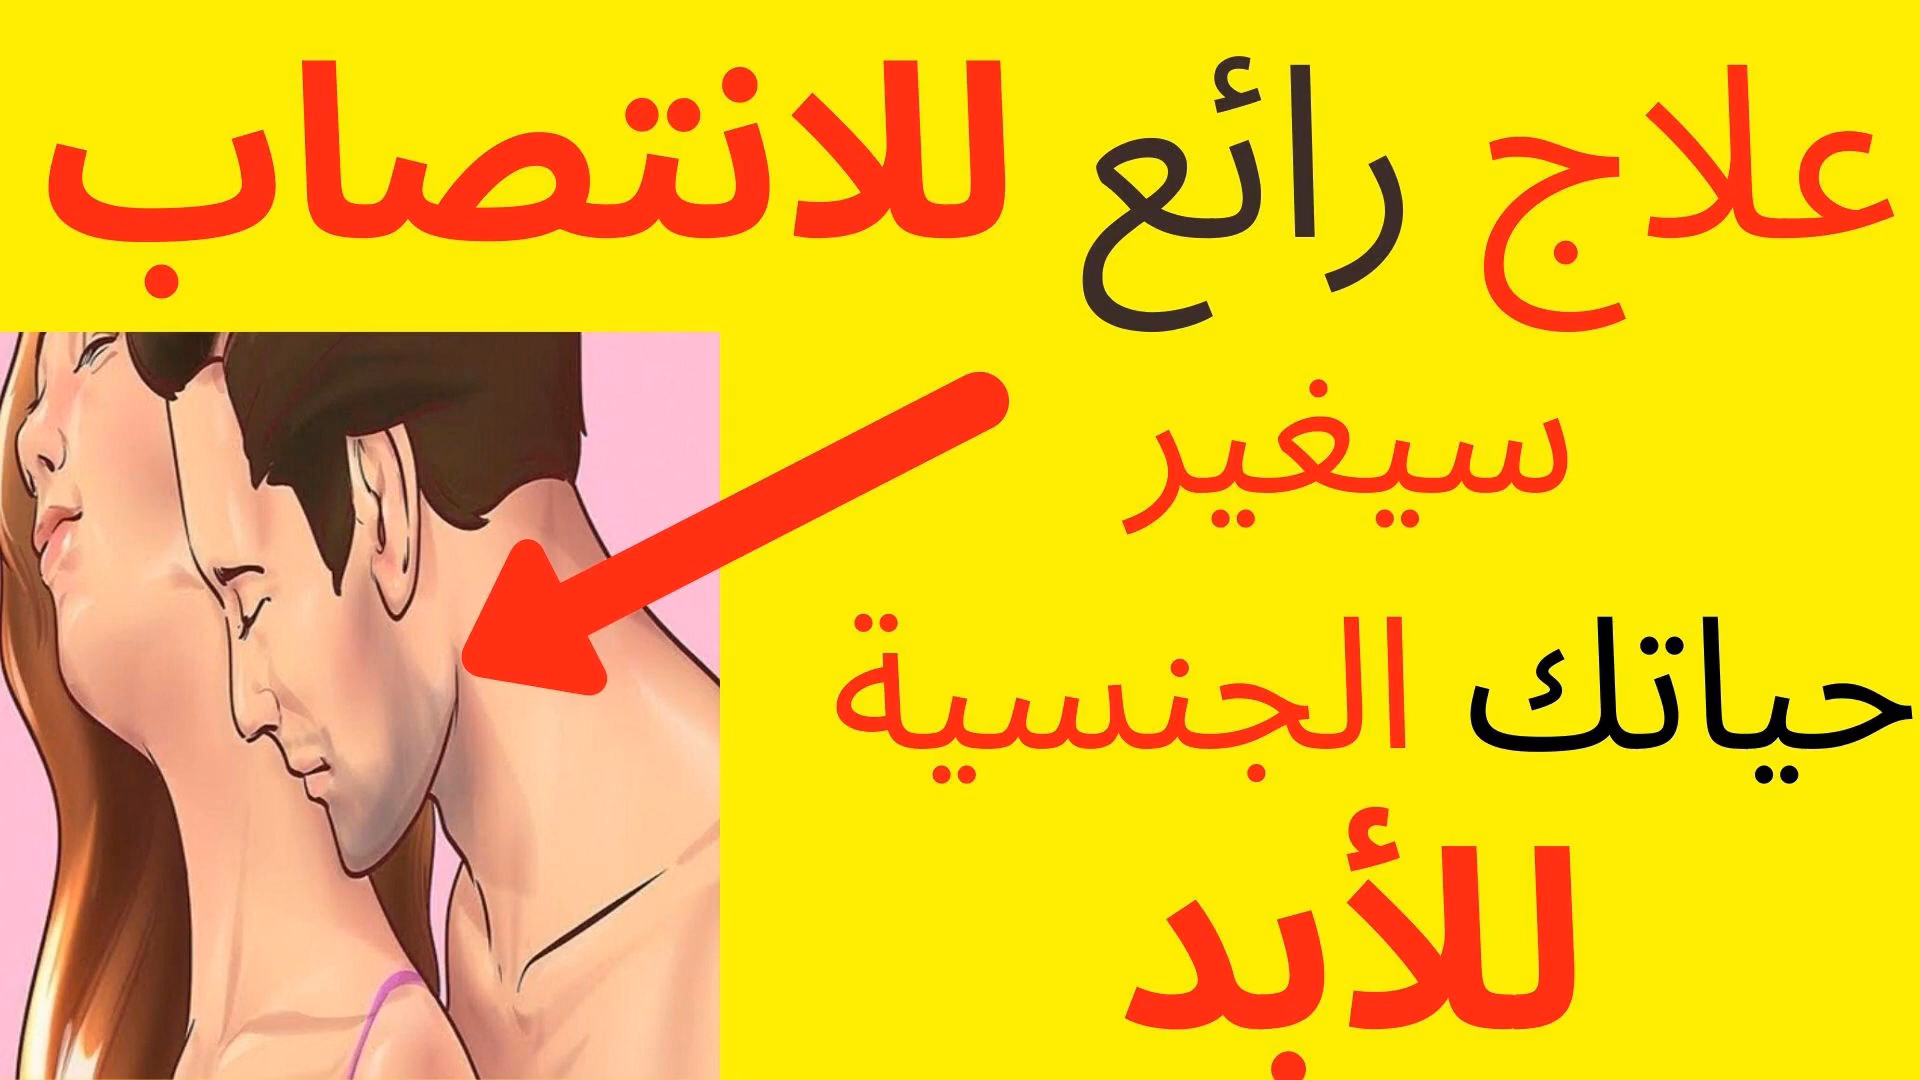 علاج رائع للانتصاب
سيغير
حياتك الجنسية
للأبد